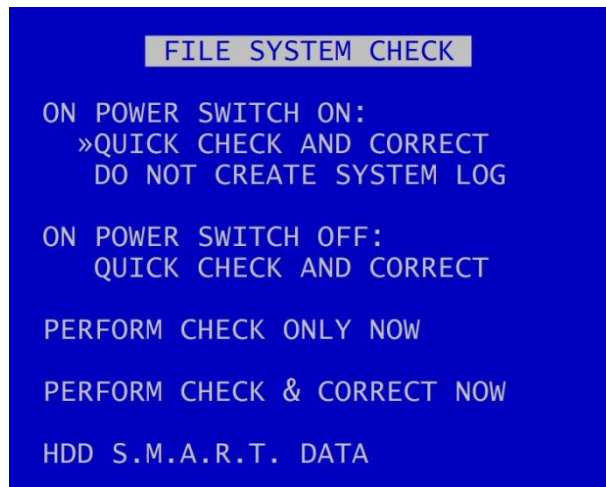 FILE SYSTEM CHECK
ON POWER SWITCH ON:
»QUICK CHECK AND CORRECT
DO NOT CREATE SYSTEM LOG
ON POWER SWITCH OFF:
QUICK CHECK AND CORRECT
PERFORM CHECK ONLY NOW
PERFORM CHECK & CORRECT NOW
HDD S.M.A.R.T. DATA